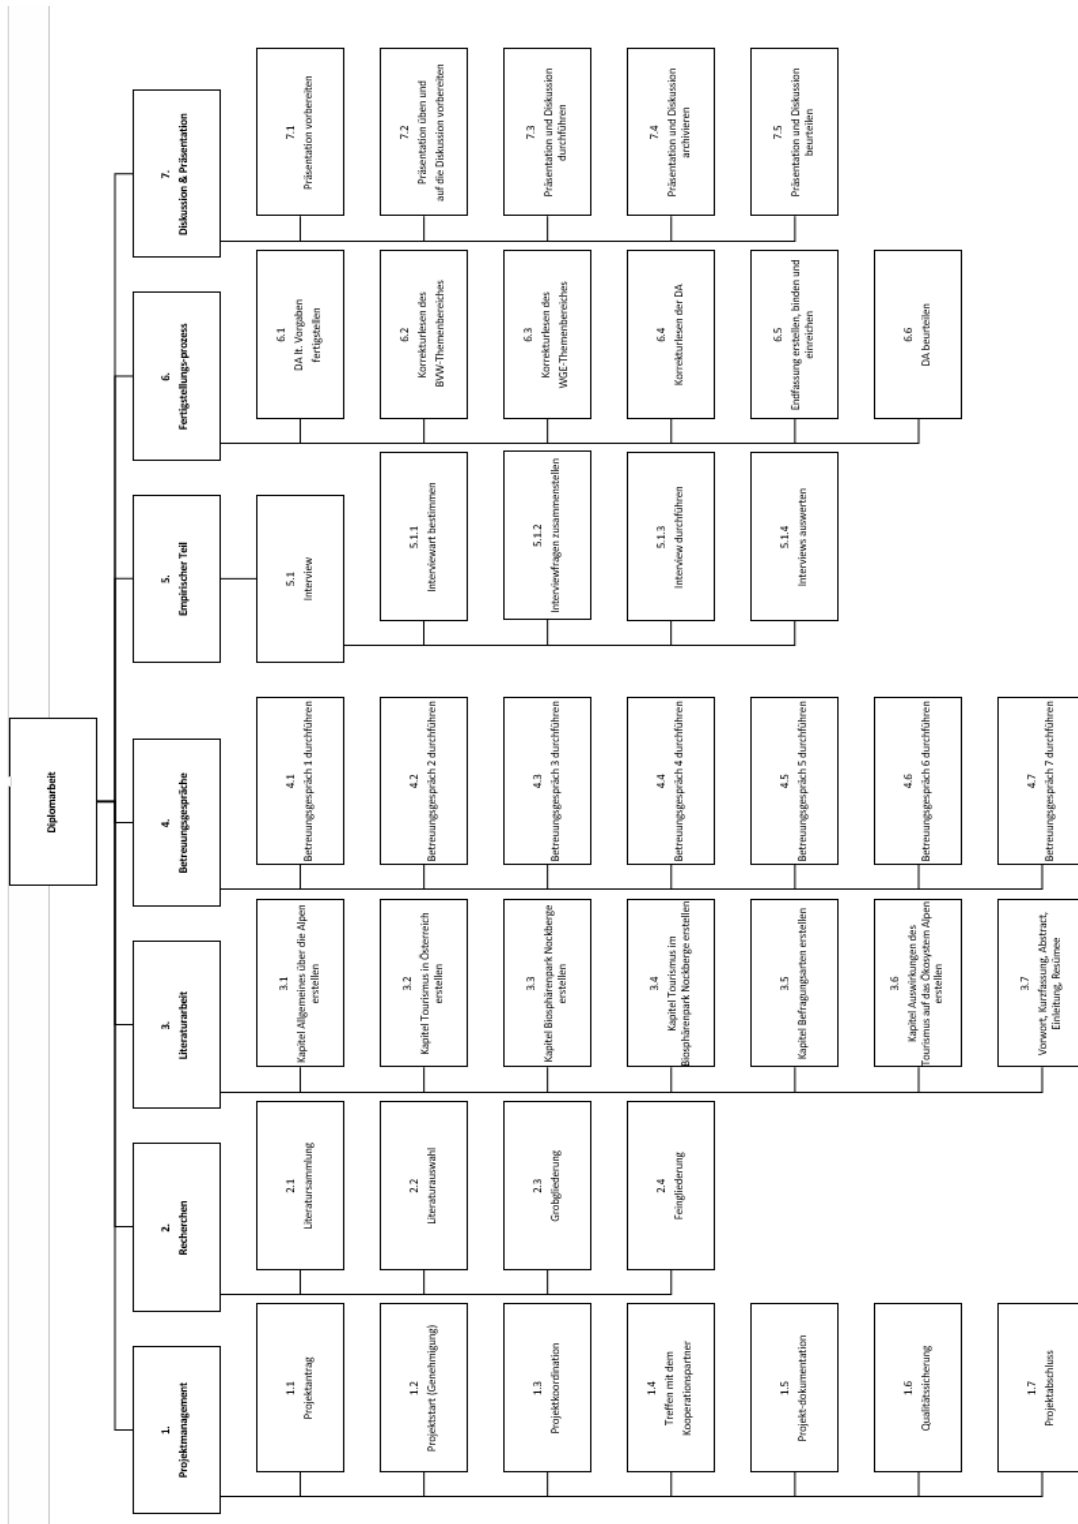 Diplomarbeit
1.
Projektmanagement
1.1
Projektantrag
1.2
Projektstart (Genehmigung)
1.3
Projektkoordination
1.4
Treffen mit dem
Kooperationspartner
1.5
Projekt-dokumentation
1.6
Qualitätssicherung
1.7
Projektabschluss
2.
Recherchen
2.1
Literatursammlung
2.2
Literaturauswahl
2.3
Grobgliederung
2.4
Feingliederung
3.
Literaturarbeit
3.1
Kapitel Allgemeines über die Alpen
erstellen
3.2
Kapitel Tourismus in Österreich
erstellen
3.3
Kapitel Biosphärenpark Nockberge
erstellen
3.4
Kapitel Tourismus im
Biosphärenpark Nockberge erstellen
3.5
Kapitel Befragungsarten erstellen
3.6
Kapitel Auswirkungen des
Tourismus auf das Ökosystem Alpen
erstellen
3.7
Vorwort, Kurzfassung, Abstract,
Einleitung, Resümee
4.
Betreuungsgespräche
4.1
Betreuungsgespräch 1 durchführen
4.2
Betreuungsgespräch 2 durchführen
4.3
Betreuungsgespräch 3 durchführen
4.4
Betreuungsgespräch 4 durchführen
4.5
Betreuungsgespräch 5 durchführen
4.6
Betreuungsgespräch 6 durchführen
4.7
Betreuungsgespräch 7 durchführen
5.
Empirischer Teil
5.1
Interview
5.1.1
Interviewart bestimmen
5.1.2
Interviewfragen zusammenstellen
5.1.3
Interview durchführen
5.1.4
Interviews auswerten
6.
Fertigstellungs-prozess
6.1
DA lt. Vorgaben
fertigstellen
6.2
Korrekturlesen des
BVW-Themenbereiches
6.3
Korrekturlesen des
WGE-Themenbereiches
6.4
Korrekturlesen der DA
6.5
Endfassung erstellen, binden und
einreichen
6.6
DA beurteilen
7.
Diskussion & Präsentation
7.1
Präsentation vorbereiten
7.2
Präsentation üben und
auf die Diskussion vorbereiten
7.3
Präsentation und Diskussion
durchführen
7.4
Präsentation und Diskussion
archivieren
7.5
Präsentation und Diskussion
beurteilen